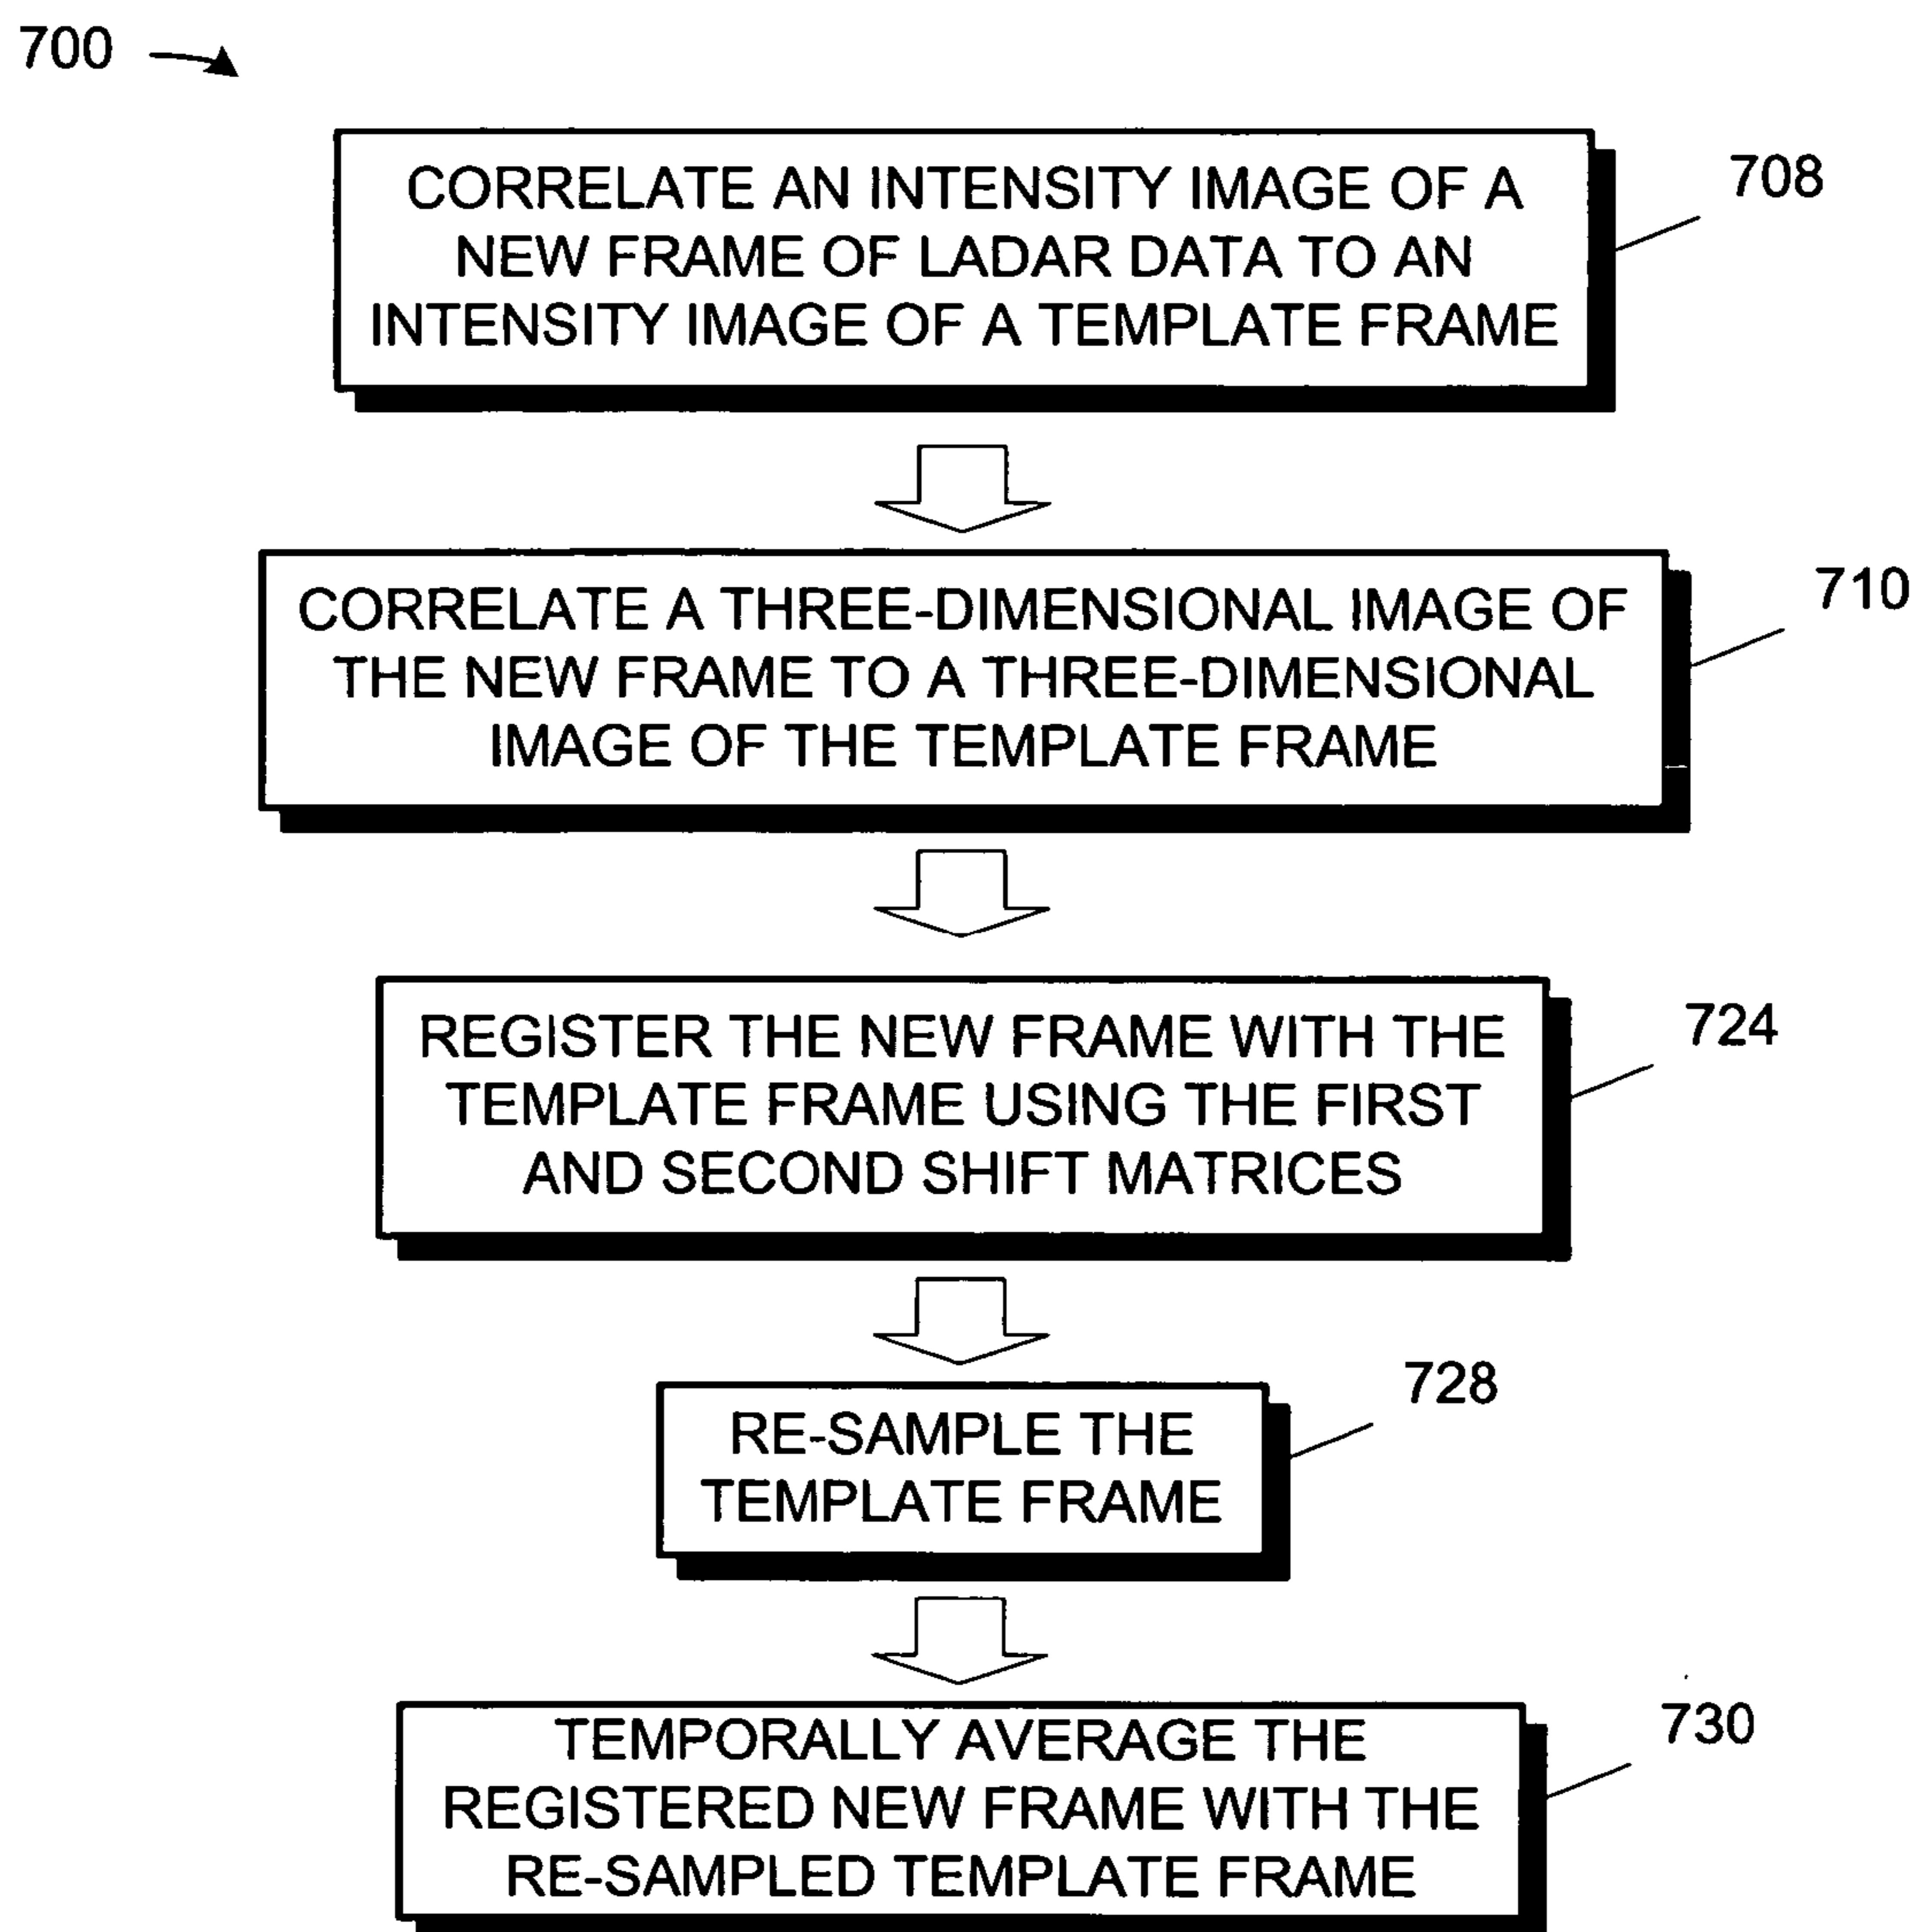 700
CORRELATE AN INTENSITY IMAGE OF A
NEW FRAME OF LADAR DATA TO AN
INTENSITY IMAGE OF A TEMPLATE FRAME
708
CORRELATE A THREE-DIMENSIONAL IMAGE OF
THE NEW FRAME TO A THREE-DIMENSIONAL
IMAGE OF THE TEMPLATE FRAME
710
REGISTER THE NEW FRAME WITH THE
TEMPLATE FRAME USING THE FIRST
AND SECOND SHIFT MATRICES
724
RE-SAMPLE THE
TEMPLATE FRAME
728
TEMPORALLY AVERAGE THE
REGISTERED NEW FRAME WITH THE
RE-SAMPLED TEMPLATE FRAME
730